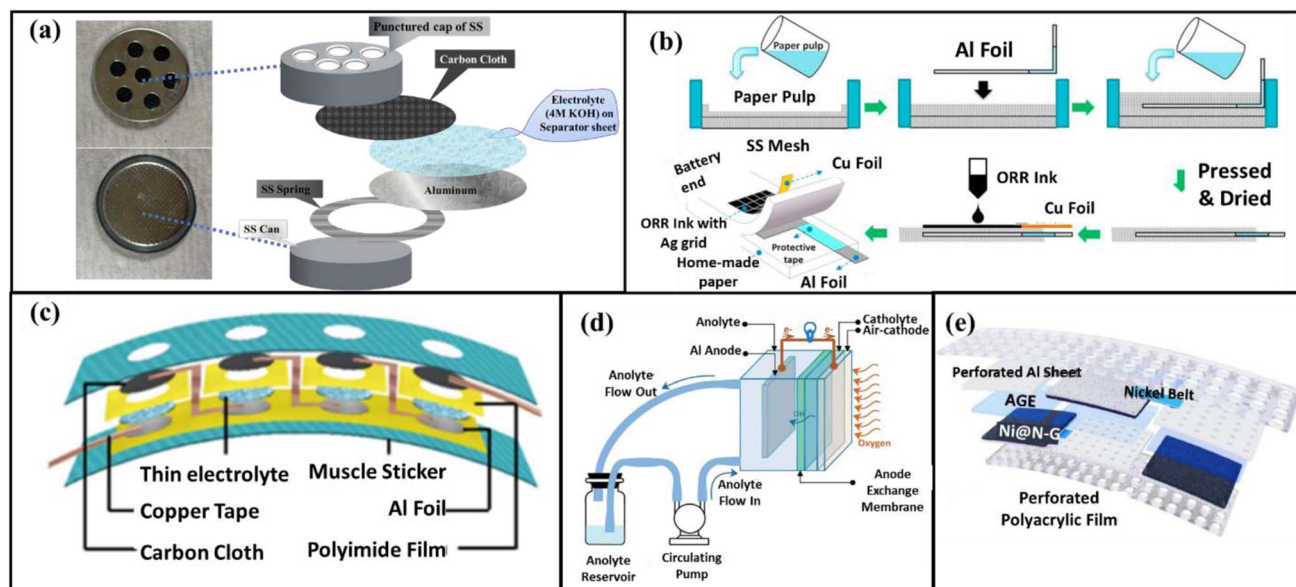 (a)
Punctured cap of SS
Carbon Cloth
Electrolyte
(4M KOH) on
Separator sheet
SS Spring
Aluminum
SS Can
(b)
Paper pulp
Al Foil
Paper Pulp
SS Mesh
Battery
end
Cu Foil
ORR Ink
Pressed
& Dried
Cu Foil
ORR Ink with
Ag grid
Home-made
paper
Protective
tape
Al Foil
(c)
Thin electrolyte
Muscle Sticker
Copper Tape
Al Foil
Carbon Cloth
Polyimide Film
(d)
Anolyte
Catholyte
Al Anode
Air-cathode
e-
e-
Anolyte
Flow Out
OH-
Oxygen
Anolyte
Flow In
Anode
Exchange
Membrane
Anolyte
Reservoir
Circulating
Pump
(e)
Perforated Al Sheet
Nickel Belt
AGE
Ni@N-G
Perforated
Polyacrylic Film